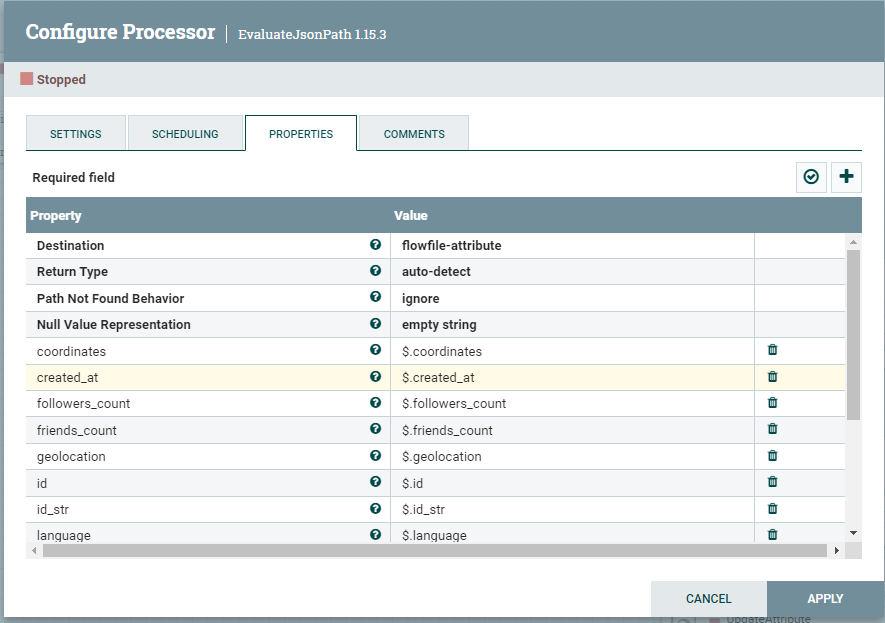 Configure Processor | EvaluateJsonPath 1.15.3
Stopped
SETTINGS SCHEDULING PROPERTIES COMMENTS
Required field
Property Value
Destination flowfile-attribute
Return Type auto-detect
Path Not Found Behavior ignore
Null Value Representation empty string
coordinates $.coordinates
created_at $.created_at
followers_count $.followers_count
friends_count $.friends_count
geolocation $.geolocation
id $.id
id_str $.id_str
language $.language
CANCEL APPLY
UpdateAttribute